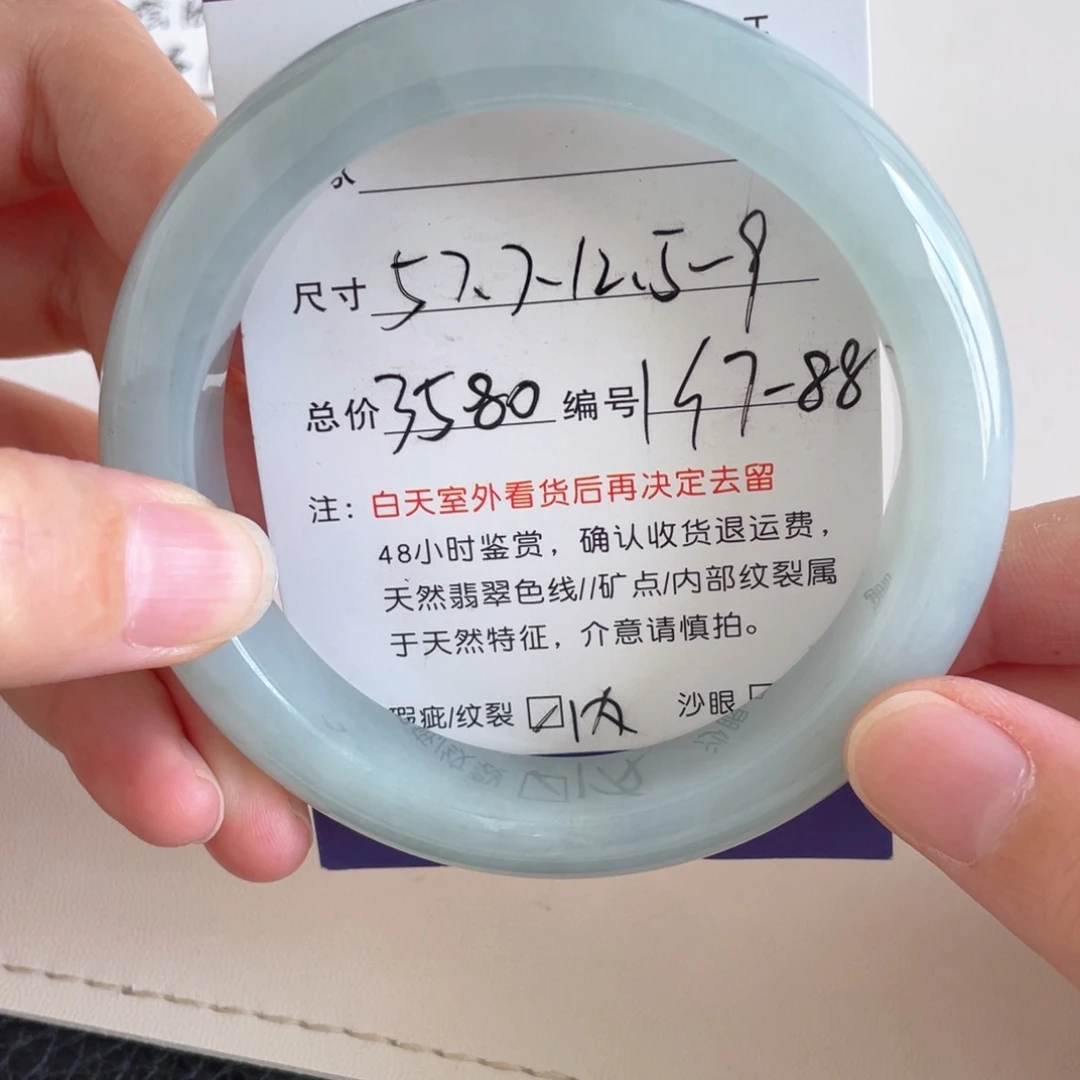 尺寸 57.7-12.5-9
总价 3580 编号 147-88
注：白天室外看货后再决定去留
48小时鉴赏，确认收货退运费，
天然翡翠色线//矿点/内部纹裂属
于天然特征，介意请慎拍。
瑕疵/纹裂 沙眼